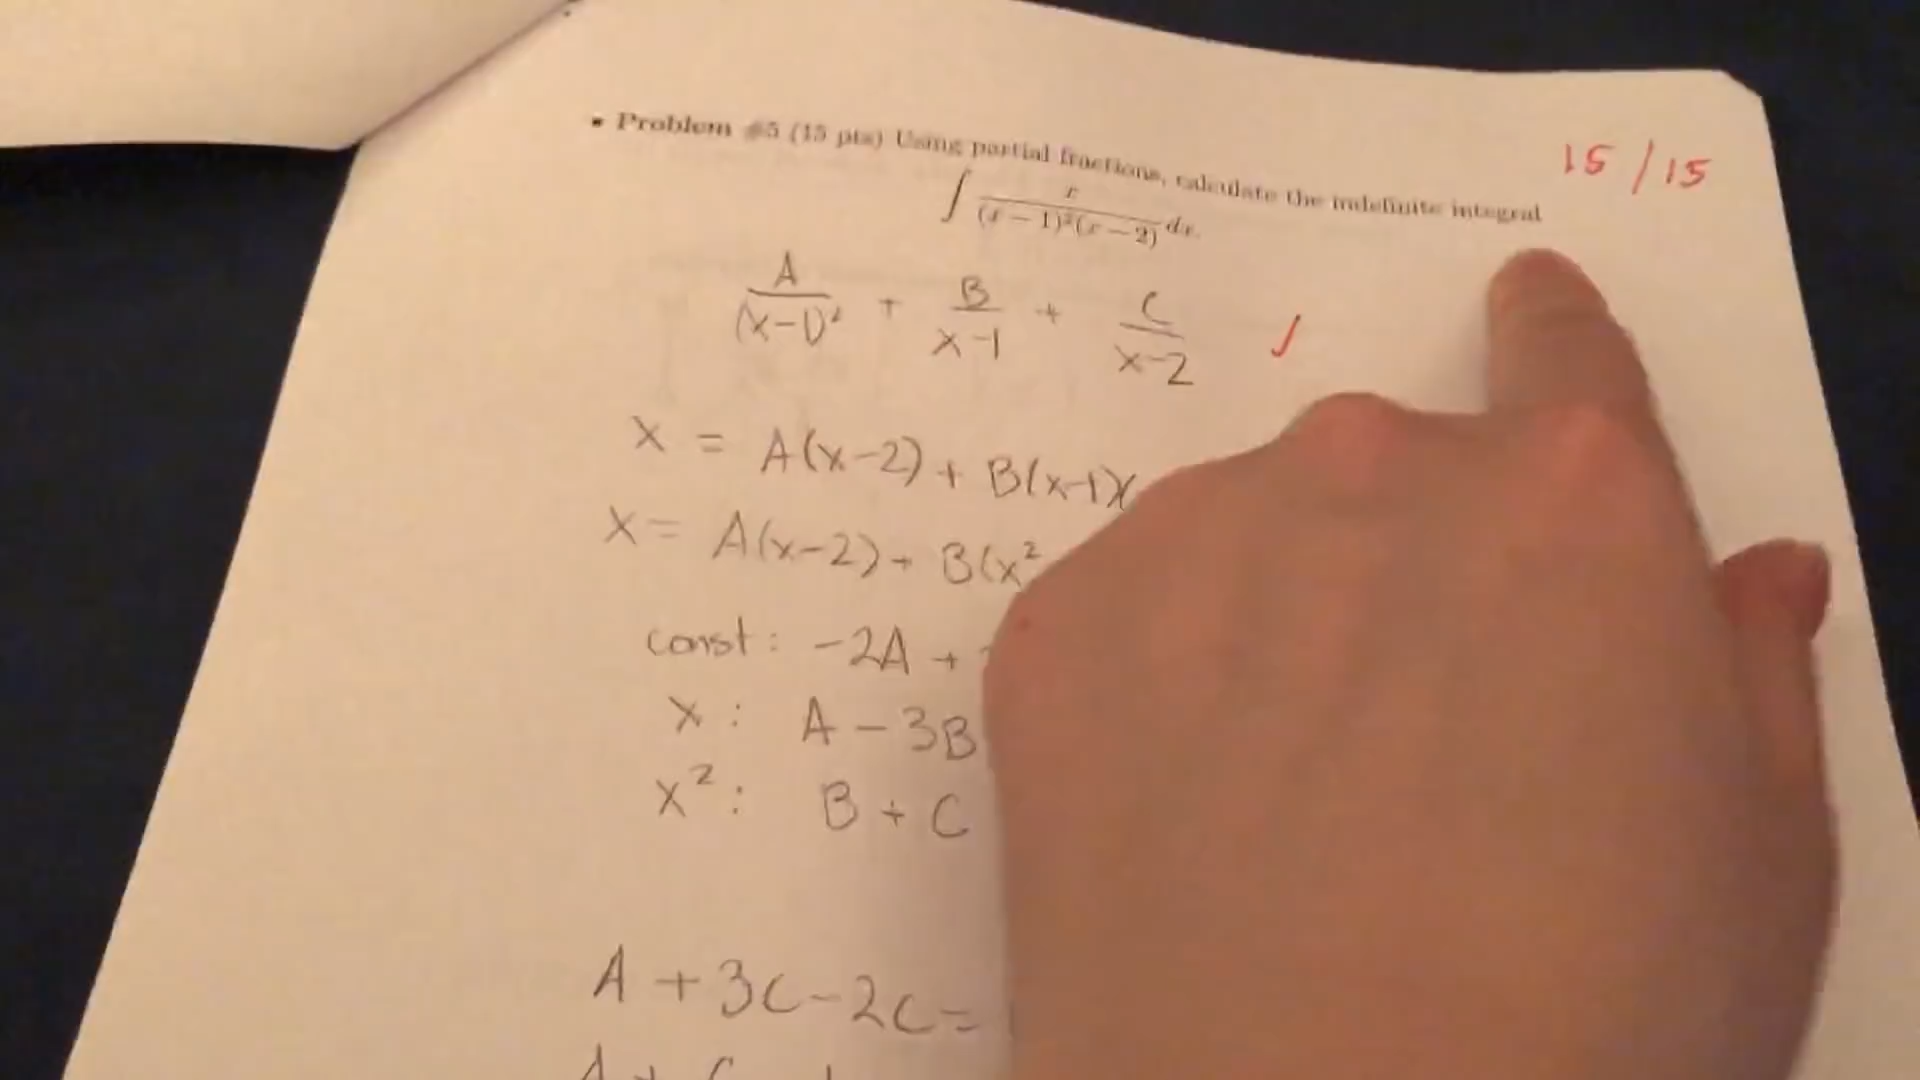 ▪ Problem #5 (15 pts) Using partial fractions, calculate the indefinite integral
15 / 15
∫ x / (x − 1)²(x − 2) dx.
A / (x-1)² + B / x-1 + C / x-2 ✓
x = A(x-2) + B(x-1)(
x = A(x-2) + B(x²
const: -2A +
x: A - 3B
x²: B + C
A + 3C - 2C =
A + C